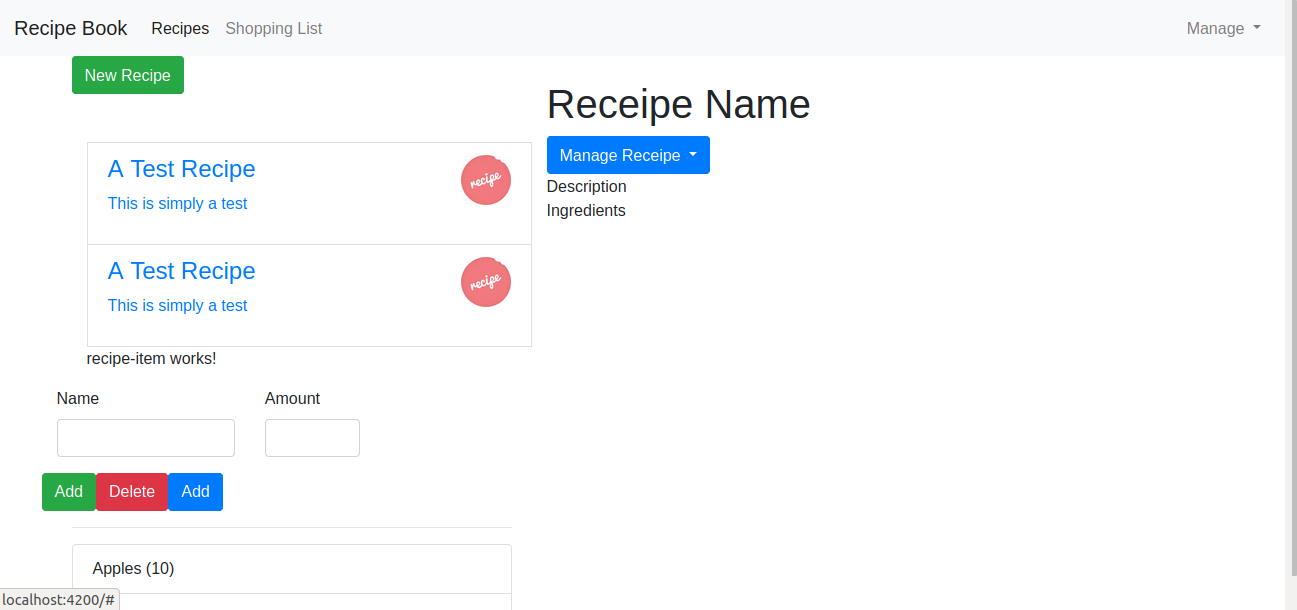 Recipe Book Recipes Shopping List Manage
New Recipe
Receipe Name
Manage Receipe
Description
Ingredients
A Test Recipe
This is simply a test
recipe
A Test Recipe
This is simply a test
recipe
recipe-item works!
Name Amount
Add Delete Add
Apples (10)
localhost:4200/#